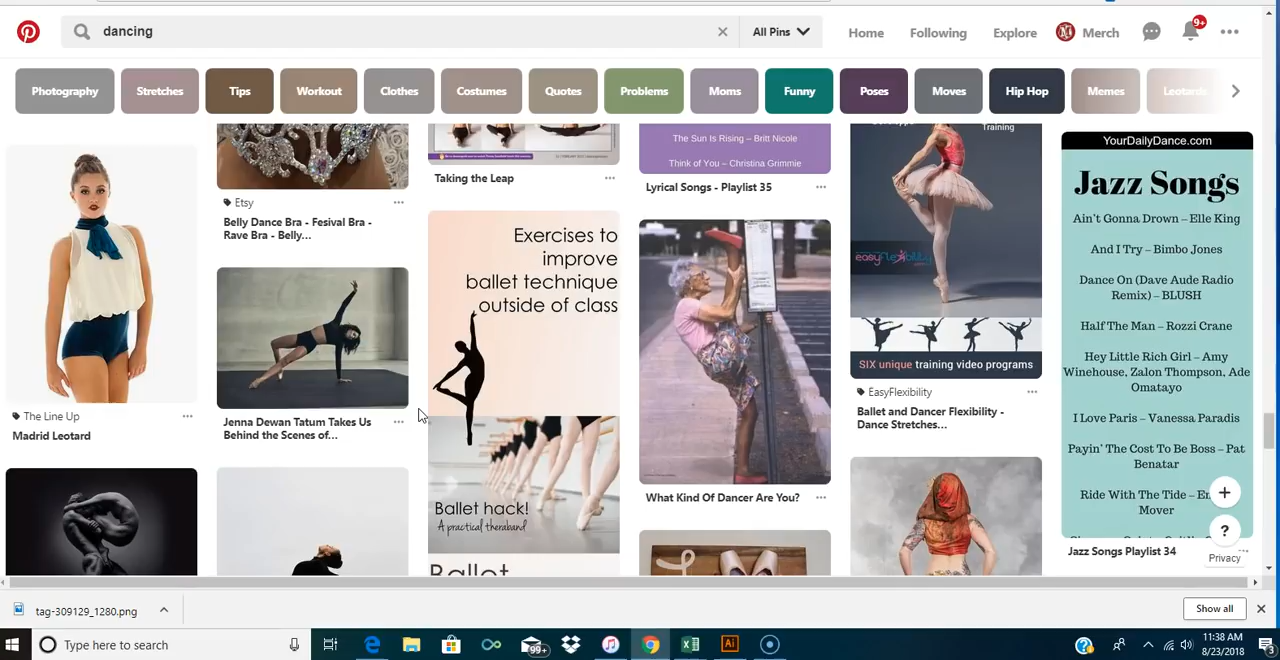 dancing
All Pins
Home
Following
Explore
Merch
9+
Photography
Stretches
Tips
Workout
Clothes
Costumes
Quotes
Problems
Moms
Funny
Poses
Moves
Hip Hop
Memes
Leotards
The Line Up
Madrid Leotard
Etsy
Belly Dance Bra - Fesival Bra -
Rave Bra - Belly...
Jenna Dewan Tatum Takes Us
Behind the Scenes of...
Taking the Leap
Exercises to
improve
ballet technique
outside of class
Ballet hack!
A practical theraband
Ballet
The Sun Is Rising – Britt Nicole
Think of You – Christina Grimmie
Lyrical Songs - Playlist 35
What Kind Of Dancer Are You?
Training
easyflexibility
SIX unique training video programs
EasyFlexibility
Ballet and Dancer Flexibility -
Dance Stretches...
YourDailyDance.com
Jazz Songs
Ain't Gonna Drown – Elle King
And I Try – Bimbo Jones
Dance On (Dave Aude Radio
Remix) – BLUSH
Half The Man – Rozzi Crane
Hey Little Rich Girl – Amy
Winehouse, Zalon Thompson, Ade
Omatayo
I Love Paris – Vanessa Paradis
Payin' The Cost To Be Boss – Pat
Benatar
Ride With The Tide –
Mover
Jazz Songs Playlist 34
+
?
Privacy
tag-309129_1280.png
Show all
Type here to search
99+
Ai
11:38 AM
8/23/2018
3